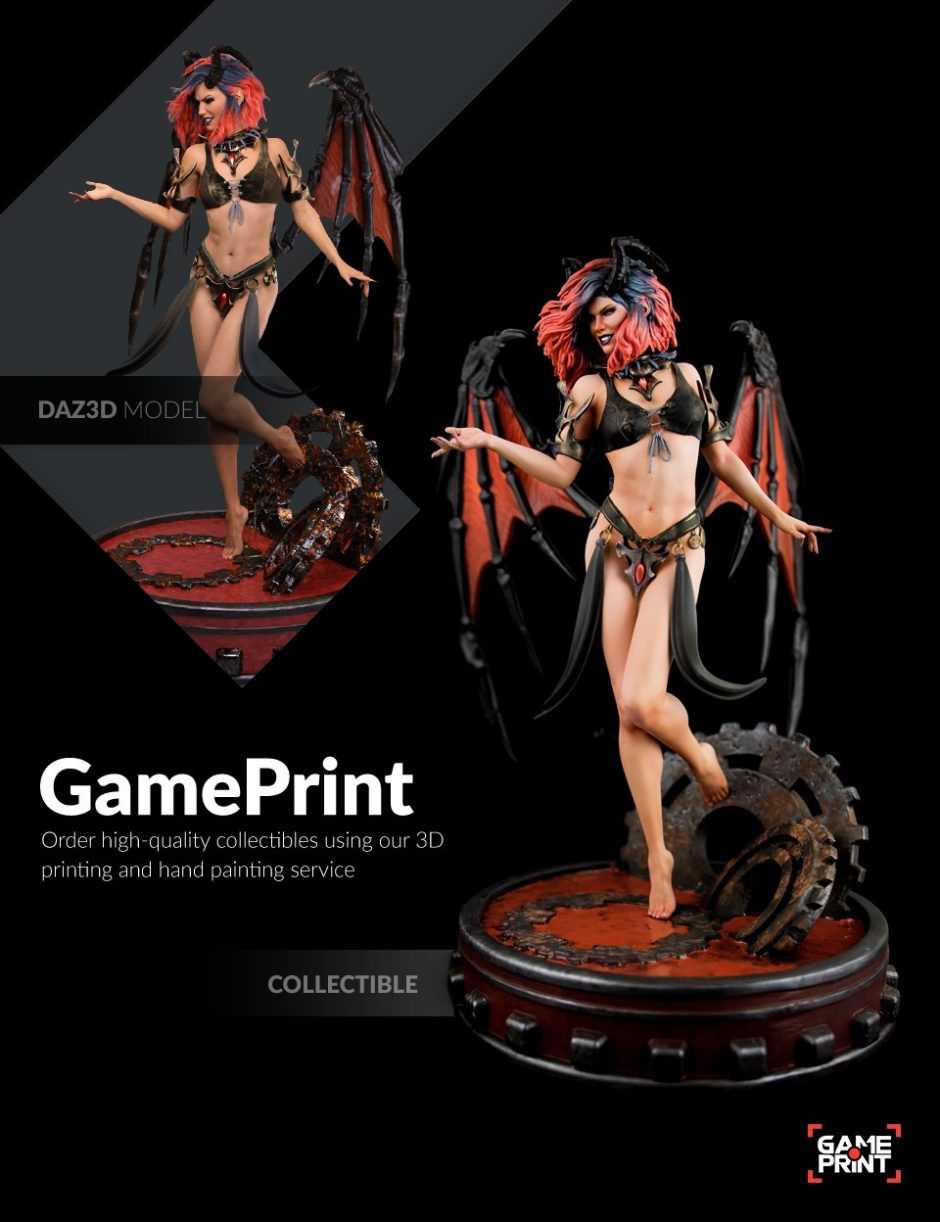 DAZ3D MODEL
GamePrint
Order high-quality collectibles using our 3D
printing and hand painting service
COLLECTIBLE
GAME
PRINT